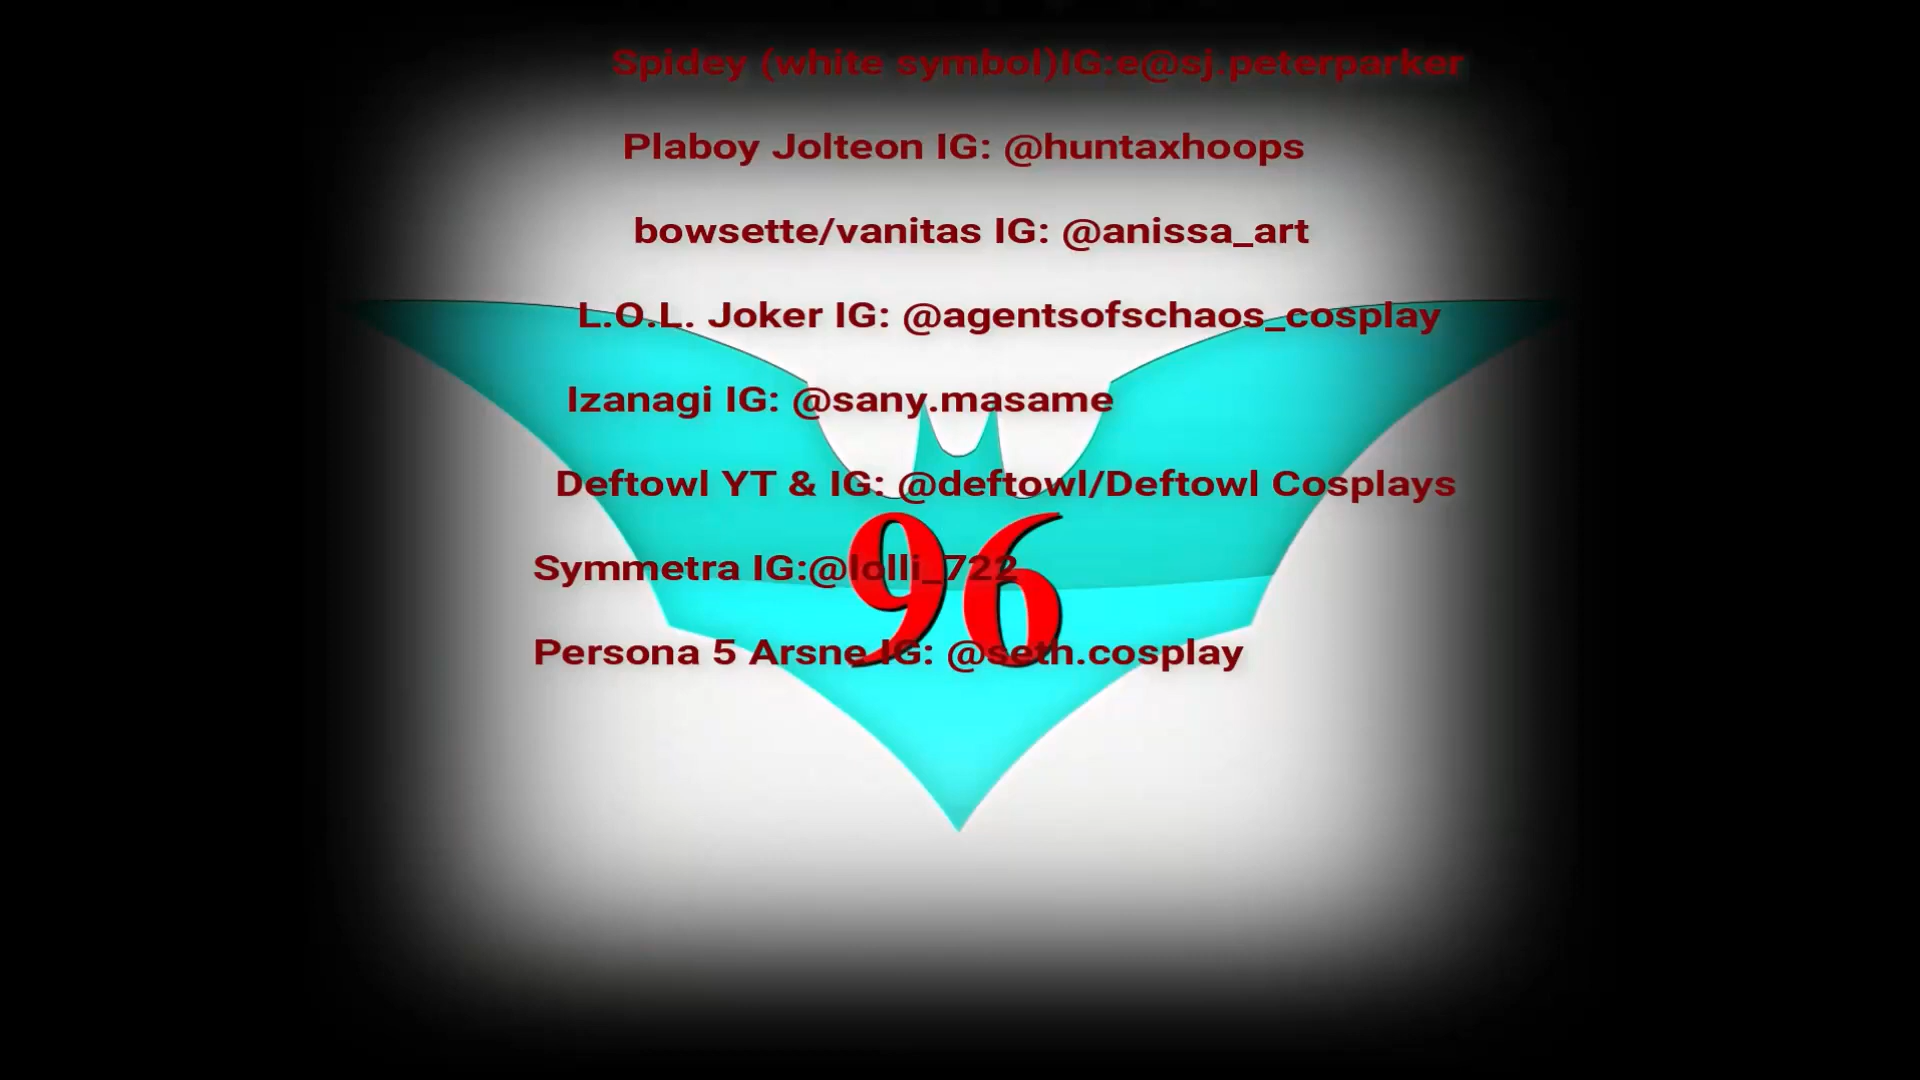 Spidey (white symbol)IG:e@sj.peterparker
Plaboy Jolteon IG: @huntaxhoops
bowsette/vanitas IG: @anissa_art
L.O.L. Joker IG: @agentsofschaos_cosplay
Izanagi IG: @sany.masame
Deftowl YT & IG: @deftowl/Deftowl Cosplays
96
Symmetra IG:@lolli_722
Persona 5 Arsne IG: @seth.cosplay